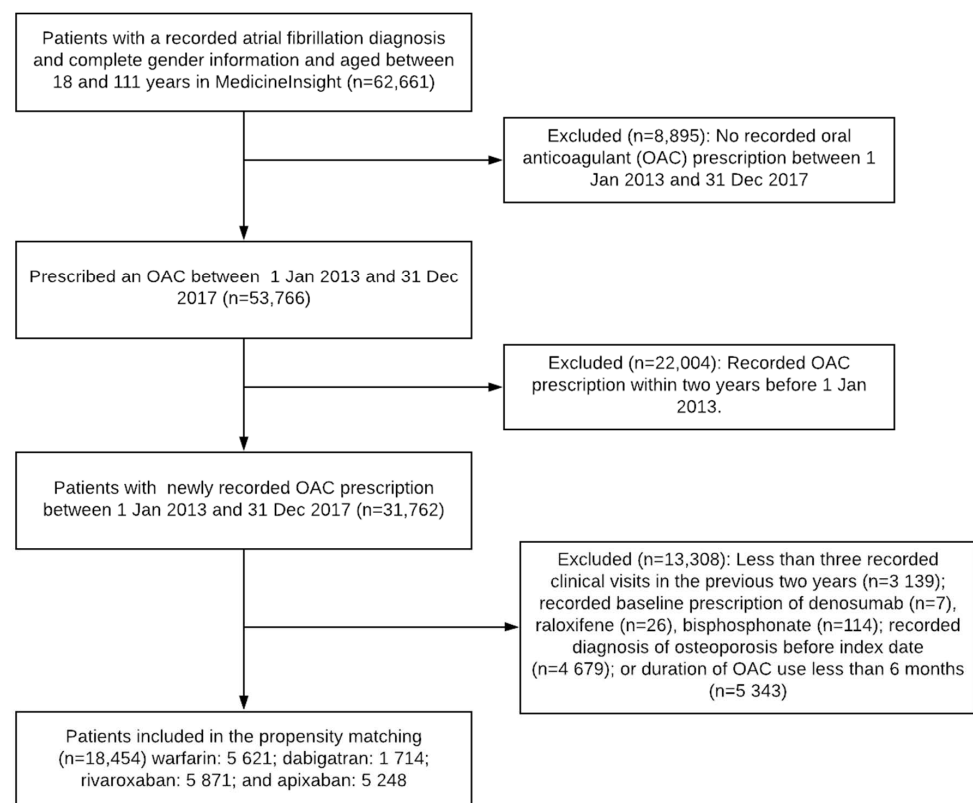 Patients with a recorded atrial fibrillation diagnosis
and complete gender information and aged between
18 and 111 years in MedicineInsight (n=62,661)
Excluded (n=8,895): No recorded oral
anticoagulant (OAC) prescription between 1
Jan 2013 and 31 Dec 2017
Prescribed an OAC between 1 Jan 2013 and 31 Dec
2017 (n=53,766)
Excluded (n=22,004): Recorded OAC
prescription within two years before 1 Jan
2013.
Patients with newly recorded OAC prescription
between 1 Jan 2013 and 31 Dec 2017 (n=31,762)
Excluded (n=13,308): Less than three recorded
clinical visits in the previous two years (n=3 139);
recorded baseline prescription of denosumab (n=7),
raloxifene (n=26), bisphosphonate (n=114); recorded
diagnosis of osteoporosis before index date
(n=4 679); or duration of OAC use less than 6 months
(n=5 343)
Patients included in the propensity matching
(n=18,454) warfarin: 5 621; dabigatran: 1 714;
rivaroxaban: 5 871; and apixaban: 5 248